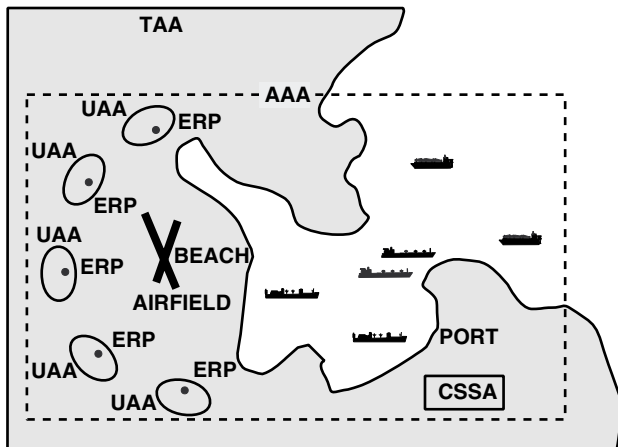 TAA
AAA
UAA
ERP
UAA
ERP
UAA
ERP
BEACH
AIRFIELD
ERP
UAA
ERP
UAA
PORT
CSSA